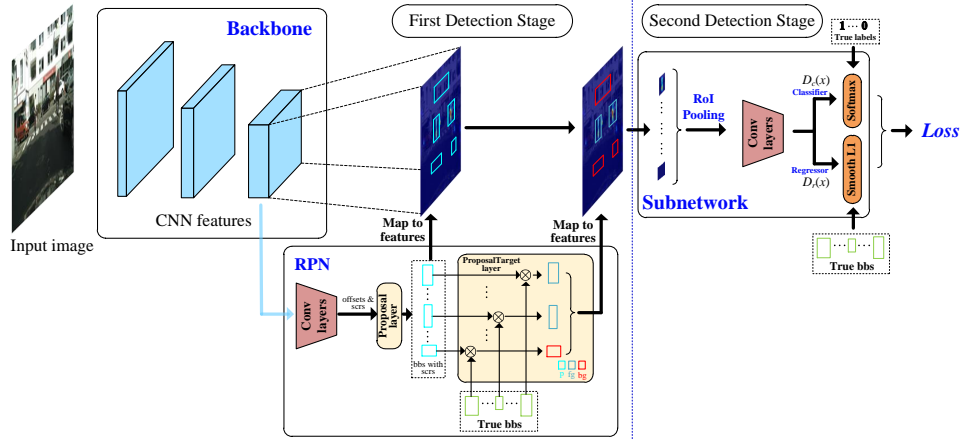 First Detection Stage
Second Detection Stage
Backbone
CNN features
Input image
Map to
features
Map to
features
RPN
Conv
layers
offsets &
scrs
Proposal
layer
bbs with
scrs
ProposalTarget
layer
P fg bg
True bbs
RoI
Pooling
Conv
layers
1 ··· 0
True labels
D_c(x)
Classifier
Softmax
Regressor
D_r(x)
Smooth L1
Loss
Subnetwork
True bbs